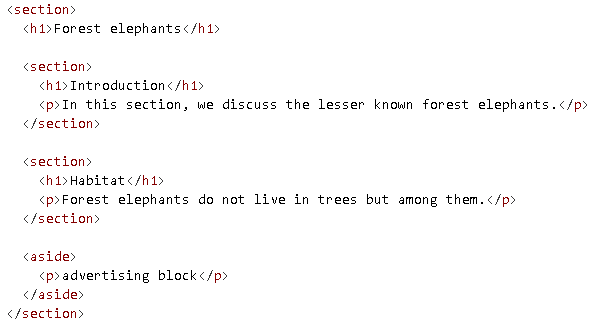 <section>
  <h1>Forest elephants</h1>

  <section>
    <h1>Introduction</h1>
    <p>In this section, we discuss the lesser known forest elephants.</p>
  </section>

  <section>
    <h1>Habitat</h1>
    <p>Forest elephants do not live in trees but among them.</p>
  </section>

  <aside>
    <p>advertising block</p>
  </aside>
</section>